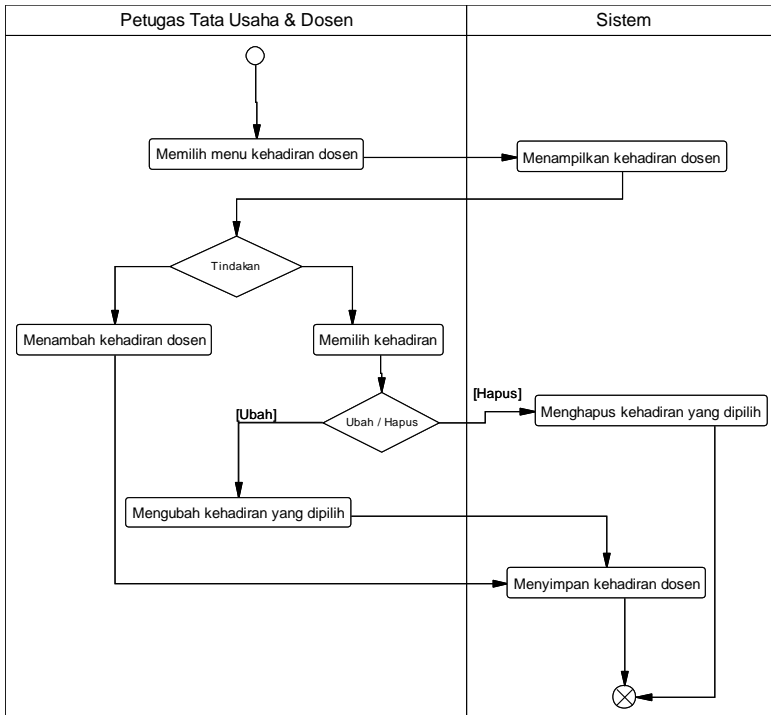 Petugas Tata Usaha & Dosen
Sistem
Memilih menu kehadiran dosen
Menampilkan kehadiran dosen
Tindakan
Menambah kehadiran dosen
Memilih kehadiran
[Hapus]
[Ubah]
Ubah / Hapus
Menghapus kehadiran yang dipilih
Mengubah kehadiran yang dipilih
Menyimpan kehadiran dosen